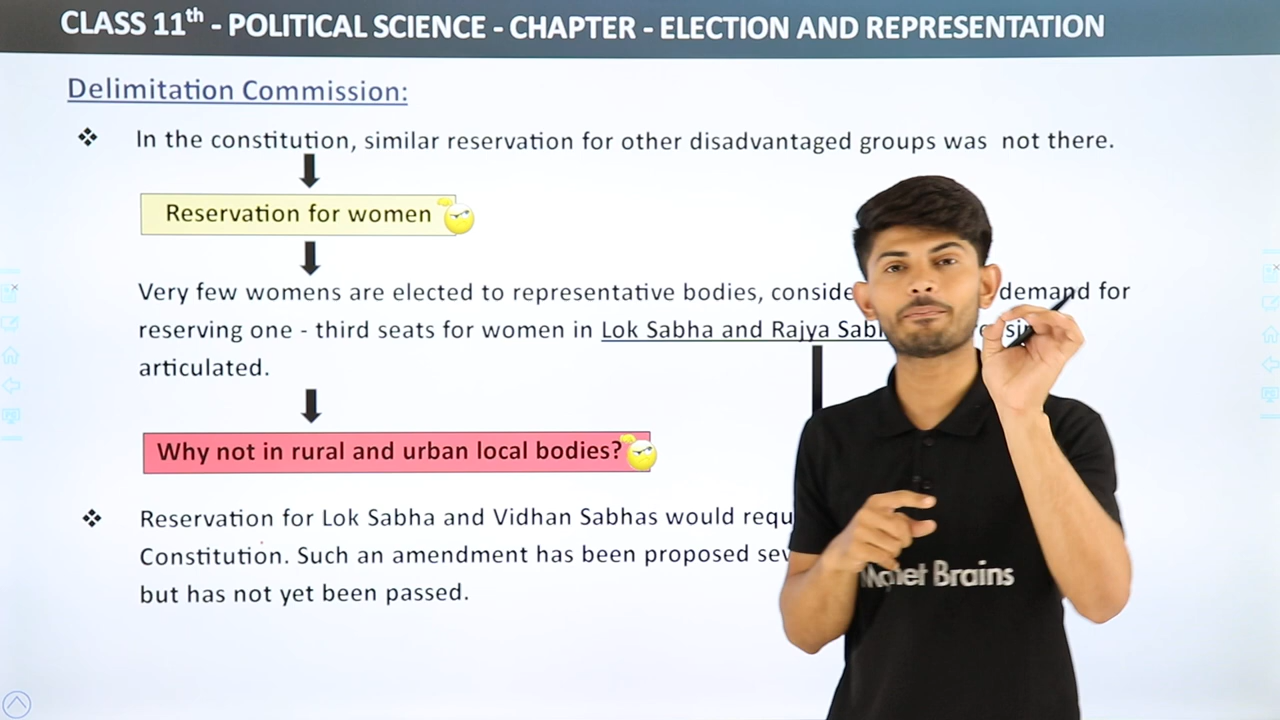 CLASS 11th - POLITICAL SCIENCE - CHAPTER - ELECTION AND REPRESENTATION
Delimitation Commission:
❖ In the constitution, similar reservation for other disadvantaged groups was not there.
Reservation for women
Very few womens are elected to representative bodies, demand for
reserving one - third seats for women in Lok Sabha and Rajya
articulated.
Why not in rural and urban local bodies?
❖ Reservation for Lok Sabha and Vidhan Sabhas would
Constitution. Such an amendment has been proposed
but has not yet been passed.
Brains